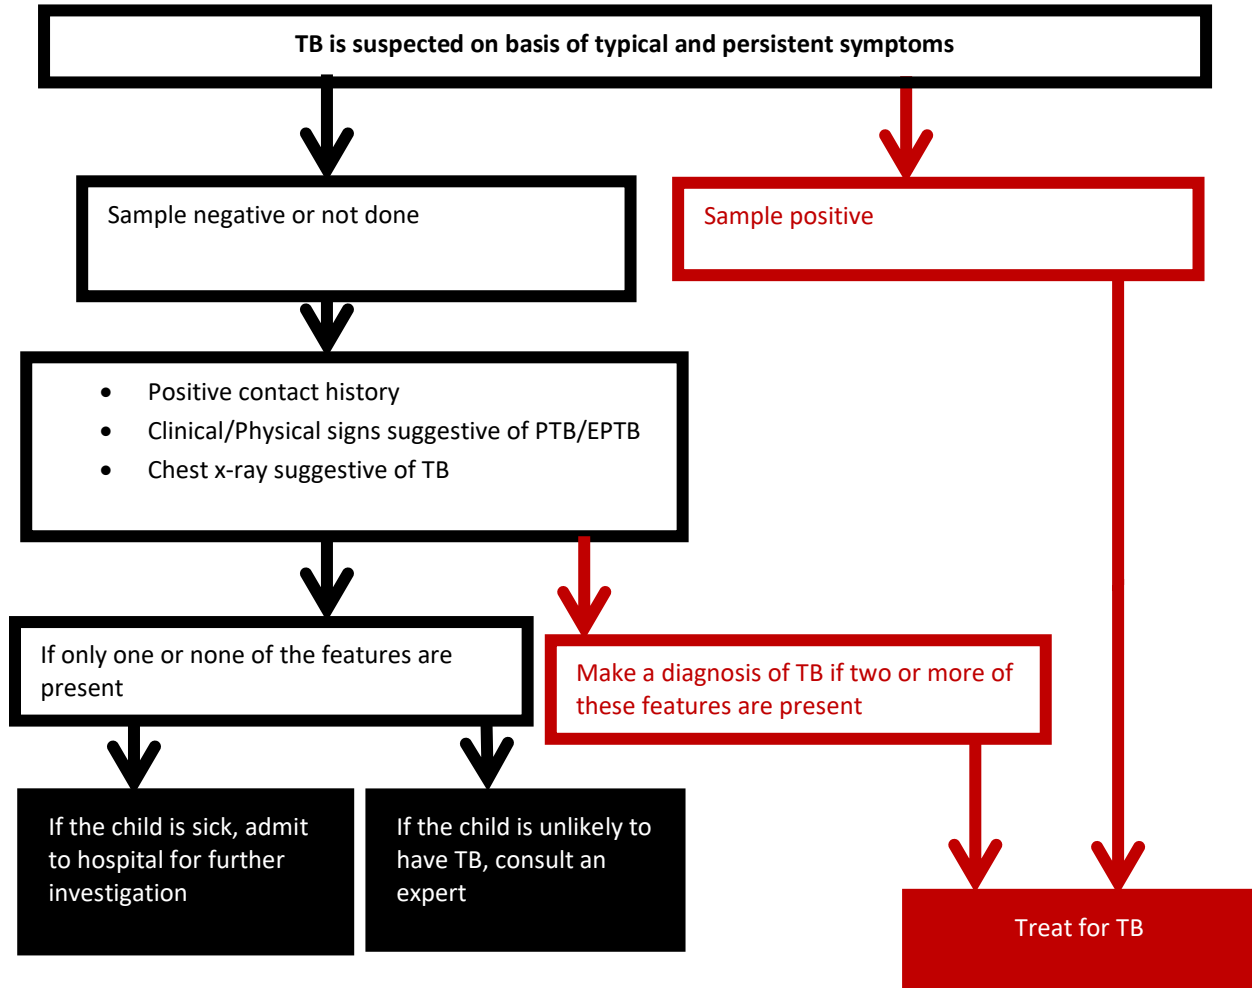 TB is suspected on basis of typical and persistent symptoms
Sample negative or not done
Sample positive
• Positive contact history
• Clinical/Physical signs suggestive of PTB/EPTB
• Chest x-ray suggestive of TB
If only one or none of the features are
present
Make a diagnosis of TB if two or more of
these features are present
If the child is sick, admit
to hospital for further
investigation
If the child is unlikely to
have TB, consult an
expert
Treat for TB